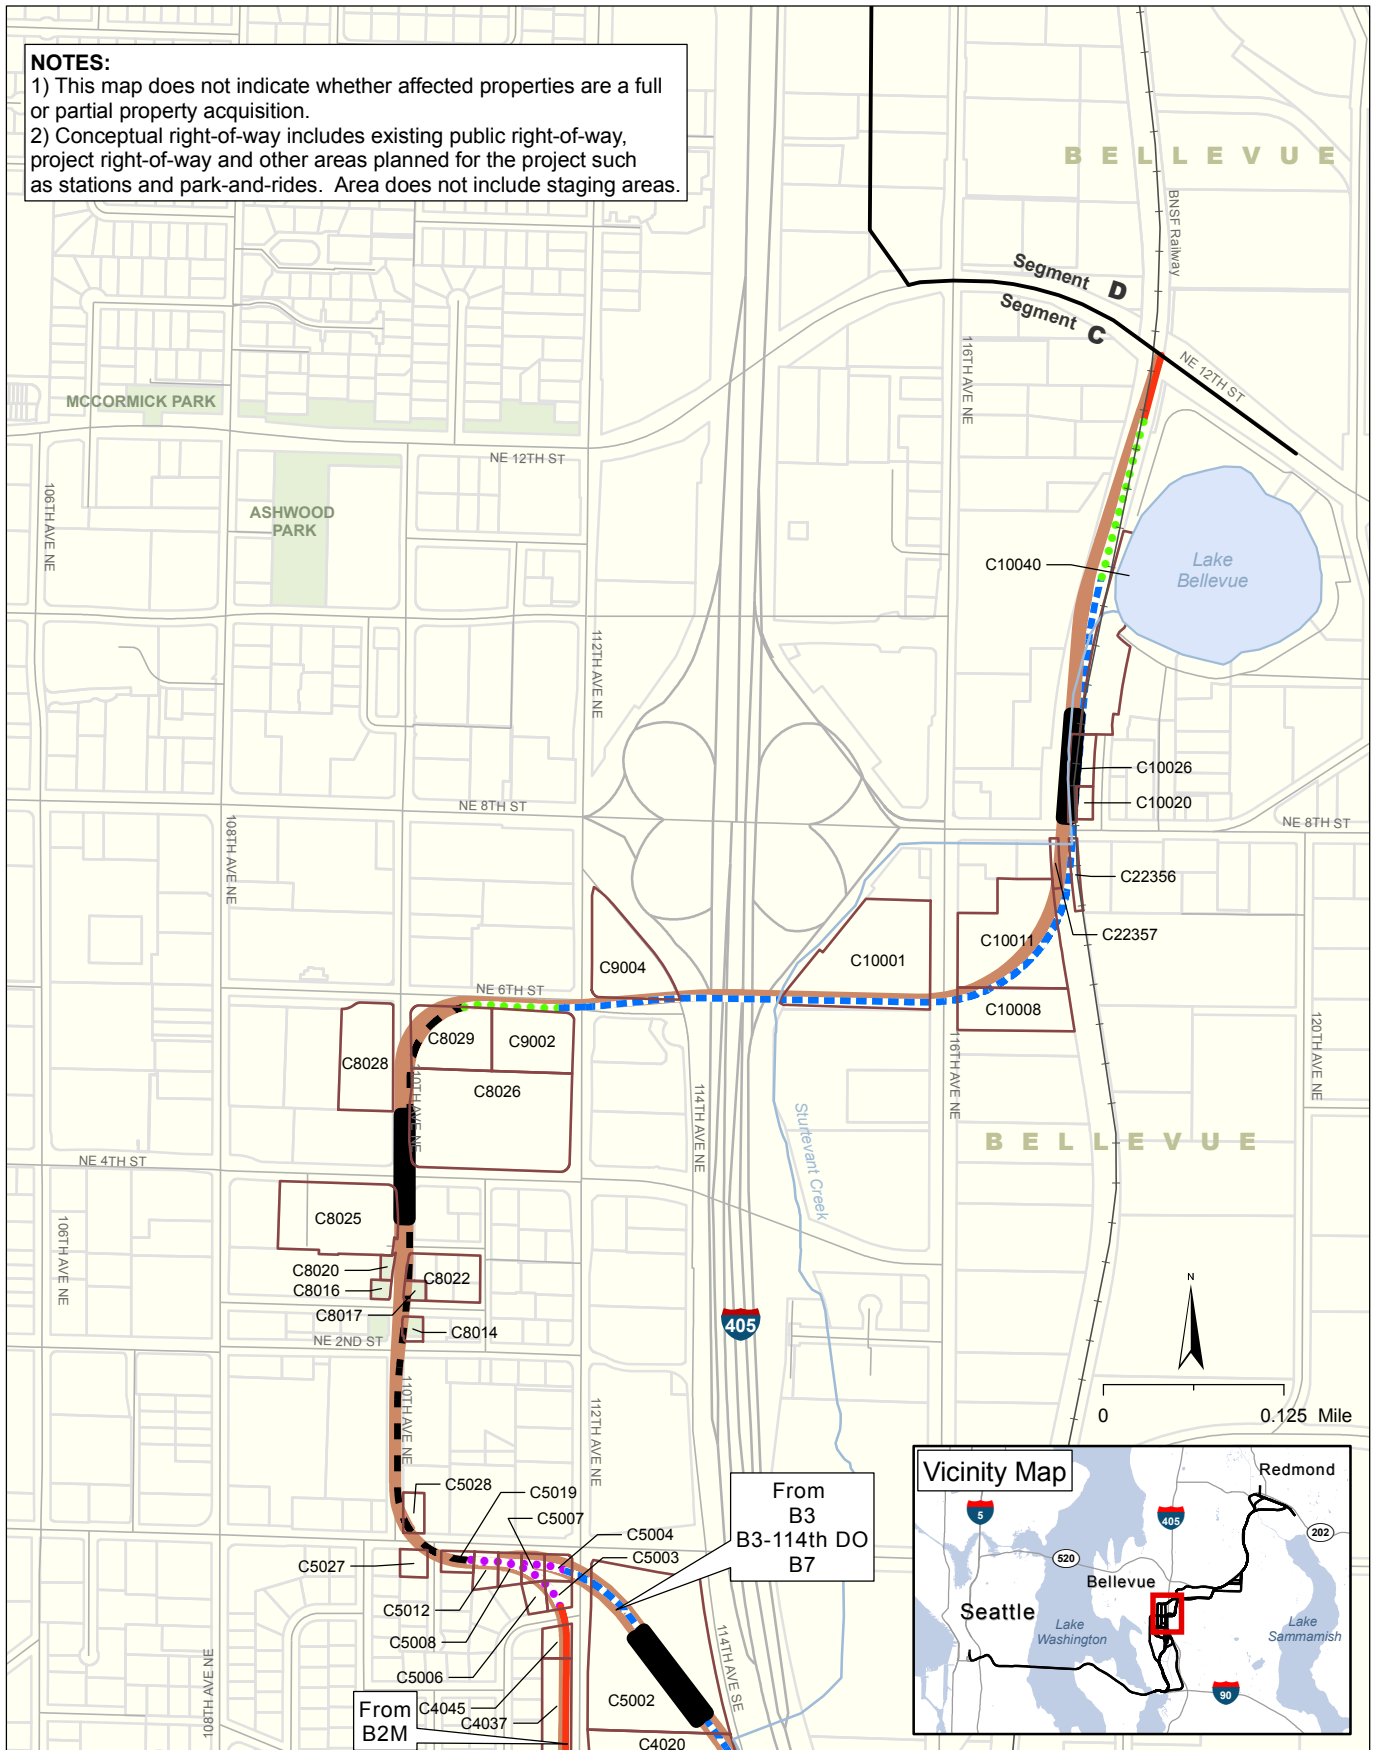 NOTES:
1) This map does not indicate whether affected properties are a full
or partial property acquisition.
2) Conceptual right-of-way includes existing public right-of-way,
project right-of-way and other areas planned for the project such
as stations and park-and-rides.  Area does not include staging areas.
BELLEVUE
BNSF Railway
Segment D
Segment C
NE 12TH ST
116TH AVE NE
MCCORMICK PARK
NE 12TH ST
ASHWOOD
PARK
106TH AVE NE
C10040
Lake
Bellevue
112TH AVE NE
C10026
C10020
NE 8TH ST
NE 8TH ST
108TH AVE NE
C22356
C22357
C10011
C10001
C9004
NE 6TH ST
C10008
C8028
C8029
C9002
C8026
110TH AVE NE
114TH AVE NE
116TH AVE NE
120TH AVE NE
Sturtevant Creek
BELLEVUE
NE 4TH ST
C8025
106TH AVE NE
C8020
C8022
C8016
C8017
C8014
NE 2ND ST
405
N
0 0.125 Mile
110TH AVE NE
112TH AVE NE
C5028
C5019
C5007
C5004
C5003
C5027
C5012
C5008
C5006
C4045
C4037
C5002
C4020
108TH AVE NE
114TH AVE SE
From
B3
B3-114th DO
B7
From
B2M
Vicinity Map
Redmond
5
405
202
520
Bellevue
Seattle
Lake
Washington
Lake
Sammamish
90